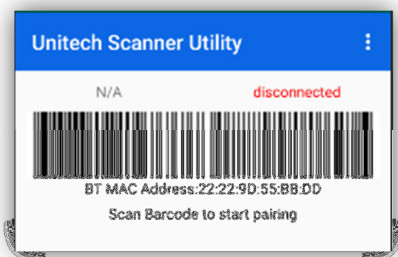 Unitech Scanner Utility
N/A disconnected
BT MAC Address:22:22:9D:55:BB:DD
Scan Barcode to start pairing